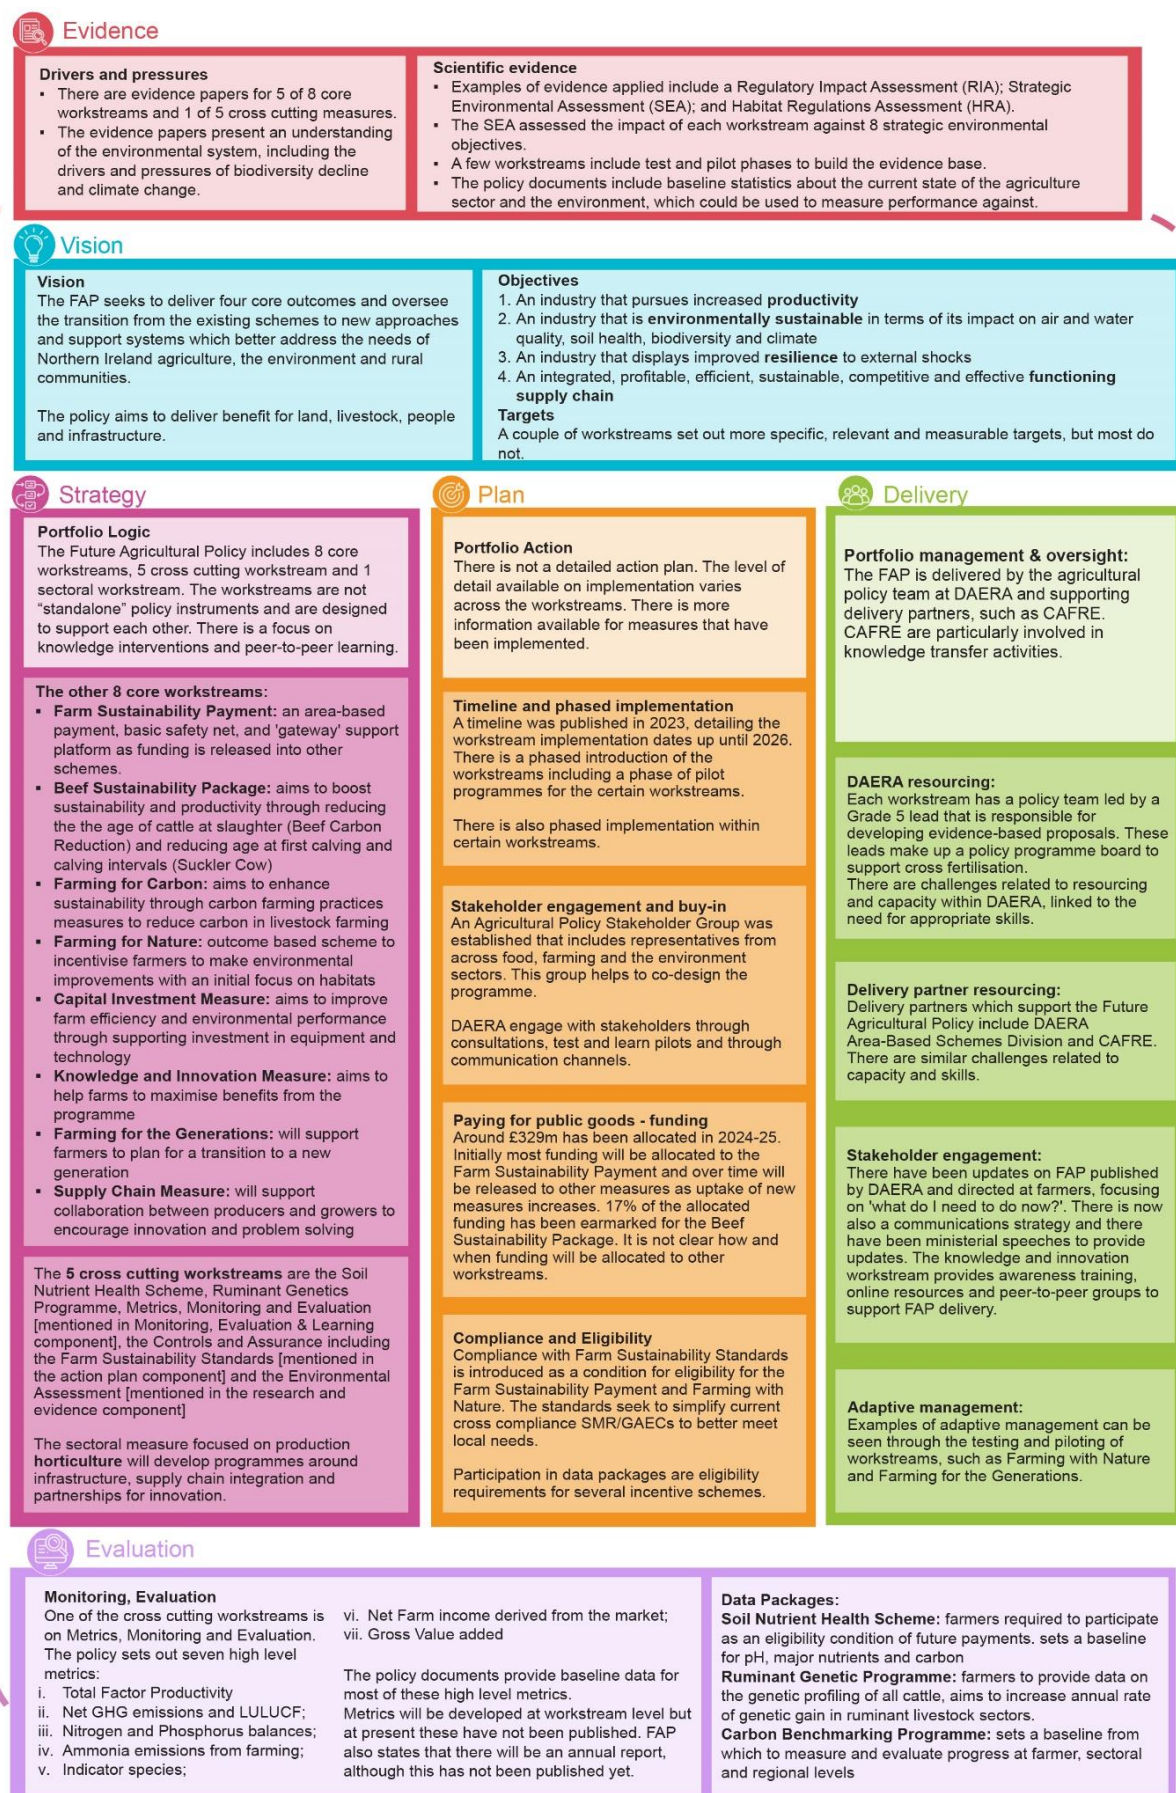 Evidence
Drivers and pressures
▪ There are evidence papers for 5 of 8 core
workstreams and 1 of 5 cross cutting measures.
▪ The evidence papers present an understanding
of the environmental system, including the
drivers and pressures of biodiversity decline
and climate change.
Scientific evidence
▪ Examples of evidence applied include a Regulatory Impact Assessment (RIA); Strategic
Environmental Assessment (SEA); and Habitat Regulations Assessment (HRA).
▪ The SEA assessed the impact of each workstream against 8 strategic environmental
objectives.
▪ A few workstreams include test and pilot phases to build the evidence base.
▪ The policy documents include baseline statistics about the current state of the agriculture
sector and the environment, which could be used to measure performance against.
Vision
Vision
The FAP seeks to deliver four core outcomes and oversee
the transition from the existing schemes to new approaches
and support systems which better address the needs of
Northern Ireland agriculture, the environment and rural
communities.
The policy aims to deliver benefit for land, livestock, people
and infrastructure.
Objectives
1. An industry that pursues increased productivity
2. An industry that is environmentally sustainable in terms of its impact on air and water
quality, soil health, biodiversity and climate
3. An industry that displays improved resilience to external shocks
4. An integrated, profitable, efficient, sustainable, competitive and effective functioning
supply chain
Targets
A couple of workstreams set out more specific, relevant and measurable targets, but most do
not.
Strategy
Portfolio Logic
The Future Agricultural Policy includes 8 core
workstreams, 5 cross cutting workstream and 1
sectoral workstream. The workstreams are not
“standalone” policy instruments and are designed
to support each other. There is a focus on
knowledge interventions and peer-to-peer learning.
The other 8 core workstreams:
▪ Farm Sustainability Payment: an area-based
payment, basic safety net, and 'gateway' support
platform as funding is released into other
schemes.
▪ Beef Sustainability Package: aims to boost
sustainability and productivity through reducing
the the age of cattle at slaughter (Beef Carbon
Reduction) and reducing age at first calving and
calving intervals (Suckler Cow)
▪ Farming for Carbon: aims to enhance
sustainability through carbon farming practices
measures to reduce carbon in livestock farming
▪ Farming for Nature: outcome based scheme to
incentivise farmers to make environmental
improvements with an initial focus on habitats
▪ Capital Investment Measure: aims to improve
farm efficiency and environmental performance
through supporting investment in equipment and
technology
▪ Knowledge and Innovation Measure: aims to
help farms to maximise benefits from the
programme
▪ Farming for the Generations: will support
farmers to plan for a transition to a new
generation
▪ Supply Chain Measure: will support
collaboration between producers and growers to
encourage innovation and problem solving
The 5 cross cutting workstreams are the Soil
Nutrient Health Scheme, Ruminant Genetics
Programme, Metrics, Monitoring and Evaluation
[mentioned in Monitoring, Evaluation & Learning
component], the Controls and Assurance including
the Farm Sustainability Standards [mentioned in
the action plan component] and the Environmental
Assessment [mentioned in the research and
evidence component]
The sectoral measure focused on production
horticulture will develop programmes around
infrastructure, supply chain integration and
partnerships for innovation.
Plan
Portfolio Action
There is not a detailed action plan. The level of
detail available on implementation varies
across the workstreams. There is more
information available for measures that have
been implemented.
Timeline and phased implementation
A timeline was published in 2023, detailing the
workstream implementation dates up until 2026.
There is a phased introduction of the
workstreams including a phase of pilot
programmes for the certain workstreams.
There is also phased implementation within
certain workstreams.
Stakeholder engagement and buy-in
An Agricultural Policy Stakeholder Group was
established that includes representatives from
across food, farming and the environment
sectors. This group helps to co-design the
programme.
DAERA engage with stakeholders through
consultations, test and learn pilots and through
communication channels.
Paying for public goods - funding
Around £329m has been allocated in 2024-25.
Initially most funding will be allocated to the
Farm Sustainability Payment and over time will
be released to other measures as uptake of new
measures increases. 17% of the allocated
funding has been earmarked for the Beef
Sustainability Package. It is not clear how and
when funding will be allocated to other
workstreams.
Compliance and Eligibility
Compliance with Farm Sustainability Standards
is introduced as a condition for eligibility for the
Farm Sustainability Payment and Farming with
Nature. The standards seek to simplify current
cross compliance SMR/GAECs to better meet
local needs.
Participation in data packages are eligibility
requirements for several incentive schemes.
Delivery
Portfolio management & oversight:
The FAP is delivered by the agricultural
policy team at DAERA and supporting
delivery partners, such as CAFRE.
CAFRE are particularly involved in
knowledge transfer activities.
DAERA resourcing:
Each workstream has a policy team led by a
Grade 5 lead that is responsible for
developing evidence-based proposals. These
leads make up a policy programme board to
support cross fertilisation.
There are challenges related to resourcing
and capacity within DAERA, linked to the
need for appropriate skills.
Delivery partner resourcing:
Delivery partners which support the Future
Agricultural Policy include DAERA
Area-Based Schemes Division and CAFRE.
There are similar challenges related to
capacity and skills.
Stakeholder engagement:
There have been updates on FAP published
by DAERA and directed at farmers, focusing
on 'what do I need to do now?'. There is now
also a communications strategy and there
have been ministerial speeches to provide
updates. The knowledge and innovation
workstream provides awareness training,
online resources and peer-to-peer groups to
support FAP delivery.
Adaptive management:
Examples of adaptive management can be
seen through the testing and piloting of
workstreams, such as Farming with Nature
and Farming for the Generations.
Evaluation
Monitoring, Evaluation
One of the cross cutting workstreams is
on Metrics, Monitoring and Evaluation.
The policy sets out seven high level
metrics:
i. Total Factor Productivity
ii. Net GHG emissions and LULUCF;
iii. Nitrogen and Phosphorus balances;
iv. Ammonia emissions from farming;
v. Indicator species;
vi. Net Farm income derived from the market;
vii. Gross Value added
The policy documents provide baseline data for
most of these high level metrics.
Metrics will be developed at workstream level but
at present these have not been published. FAP
also states that there will be an annual report,
although this has not been published yet.
Data Packages:
Soil Nutrient Health Scheme: farmers required to participate
as an eligibility condition of future payments. sets a baseline
for pH, major nutrients and carbon
Ruminant Genetic Programme: farmers to provide data on
the genetic profiling of all cattle, aims to increase annual rate
of genetic gain in ruminant livestock sectors.
Carbon Benchmarking Programme: sets a baseline from
which to measure and evaluate progress at farmer, sectoral
and regional levels